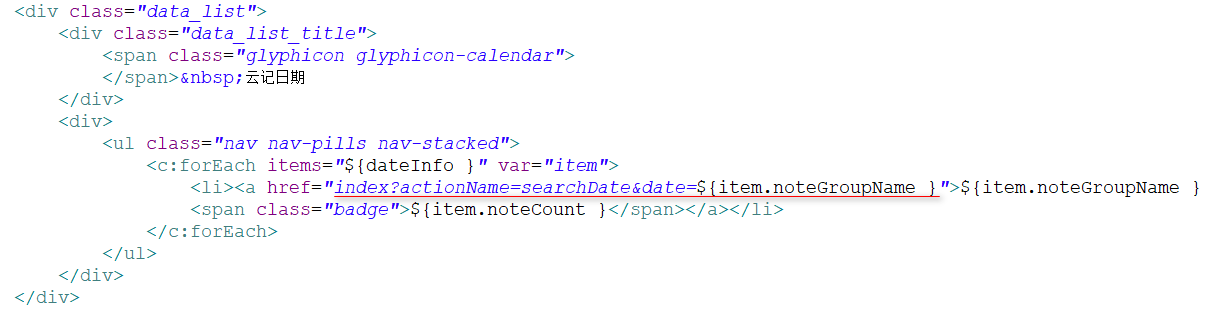 <div class="data_list">
<div class="data_list_title">
<span class="glyphicon glyphicon-calendar">
</span>&nbsp;云记日期
</div>
<div>
<ul class="nav nav-pills nav-stacked">
<c:forEach items="${dateInfo }" var="item">
<li><a href="index?actionName=searchDate&date=${item.noteGroupName }">${item.noteGroupName }
<span class="badge">${item.noteCount }</span></a></li>
</c:forEach>
</ul>
</div>
</div>